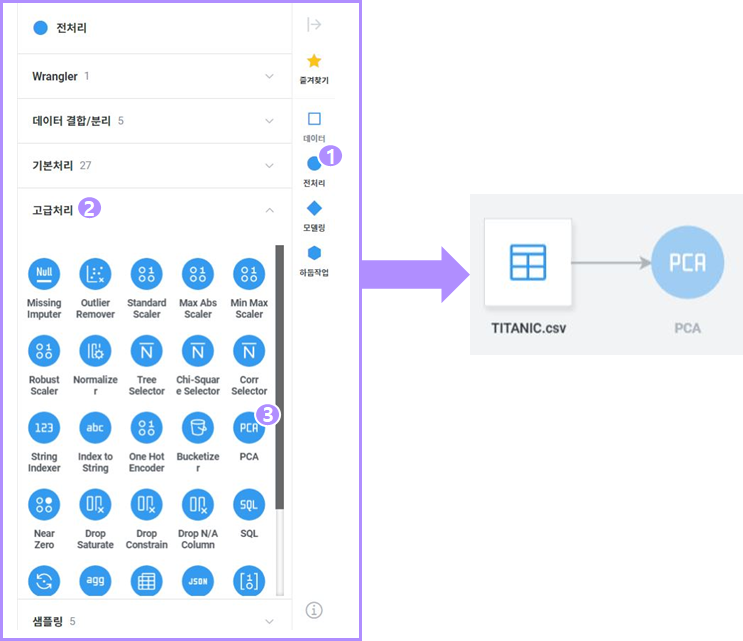 전처리
Wrangler 1
데이터 결합/분리 5
기본처리 27
고급처리 2
Null
Missing
Imputer
Outlier
Remover
Standard
Scaler
Max Abs
Scaler
Min Max
Scaler
Robust
Scaler
Normalize
r
N
Tree
Selector
N
Chi-Squar
e Selector
N
Corr
Selector
123
String
Indexer
abc
Index to
String
One Hot
Encoder
Bucketize
r
PCA
3
PCA
Near
Zero
Drop
Saturate
Drop
Constrain
Drop N/A
Column
SQL
SQL
agg
JSON
샘플링 5
즐겨찾기
데이터
1
전처리
모델링
하둡작업
TITANIC.csv
PCA
PCA